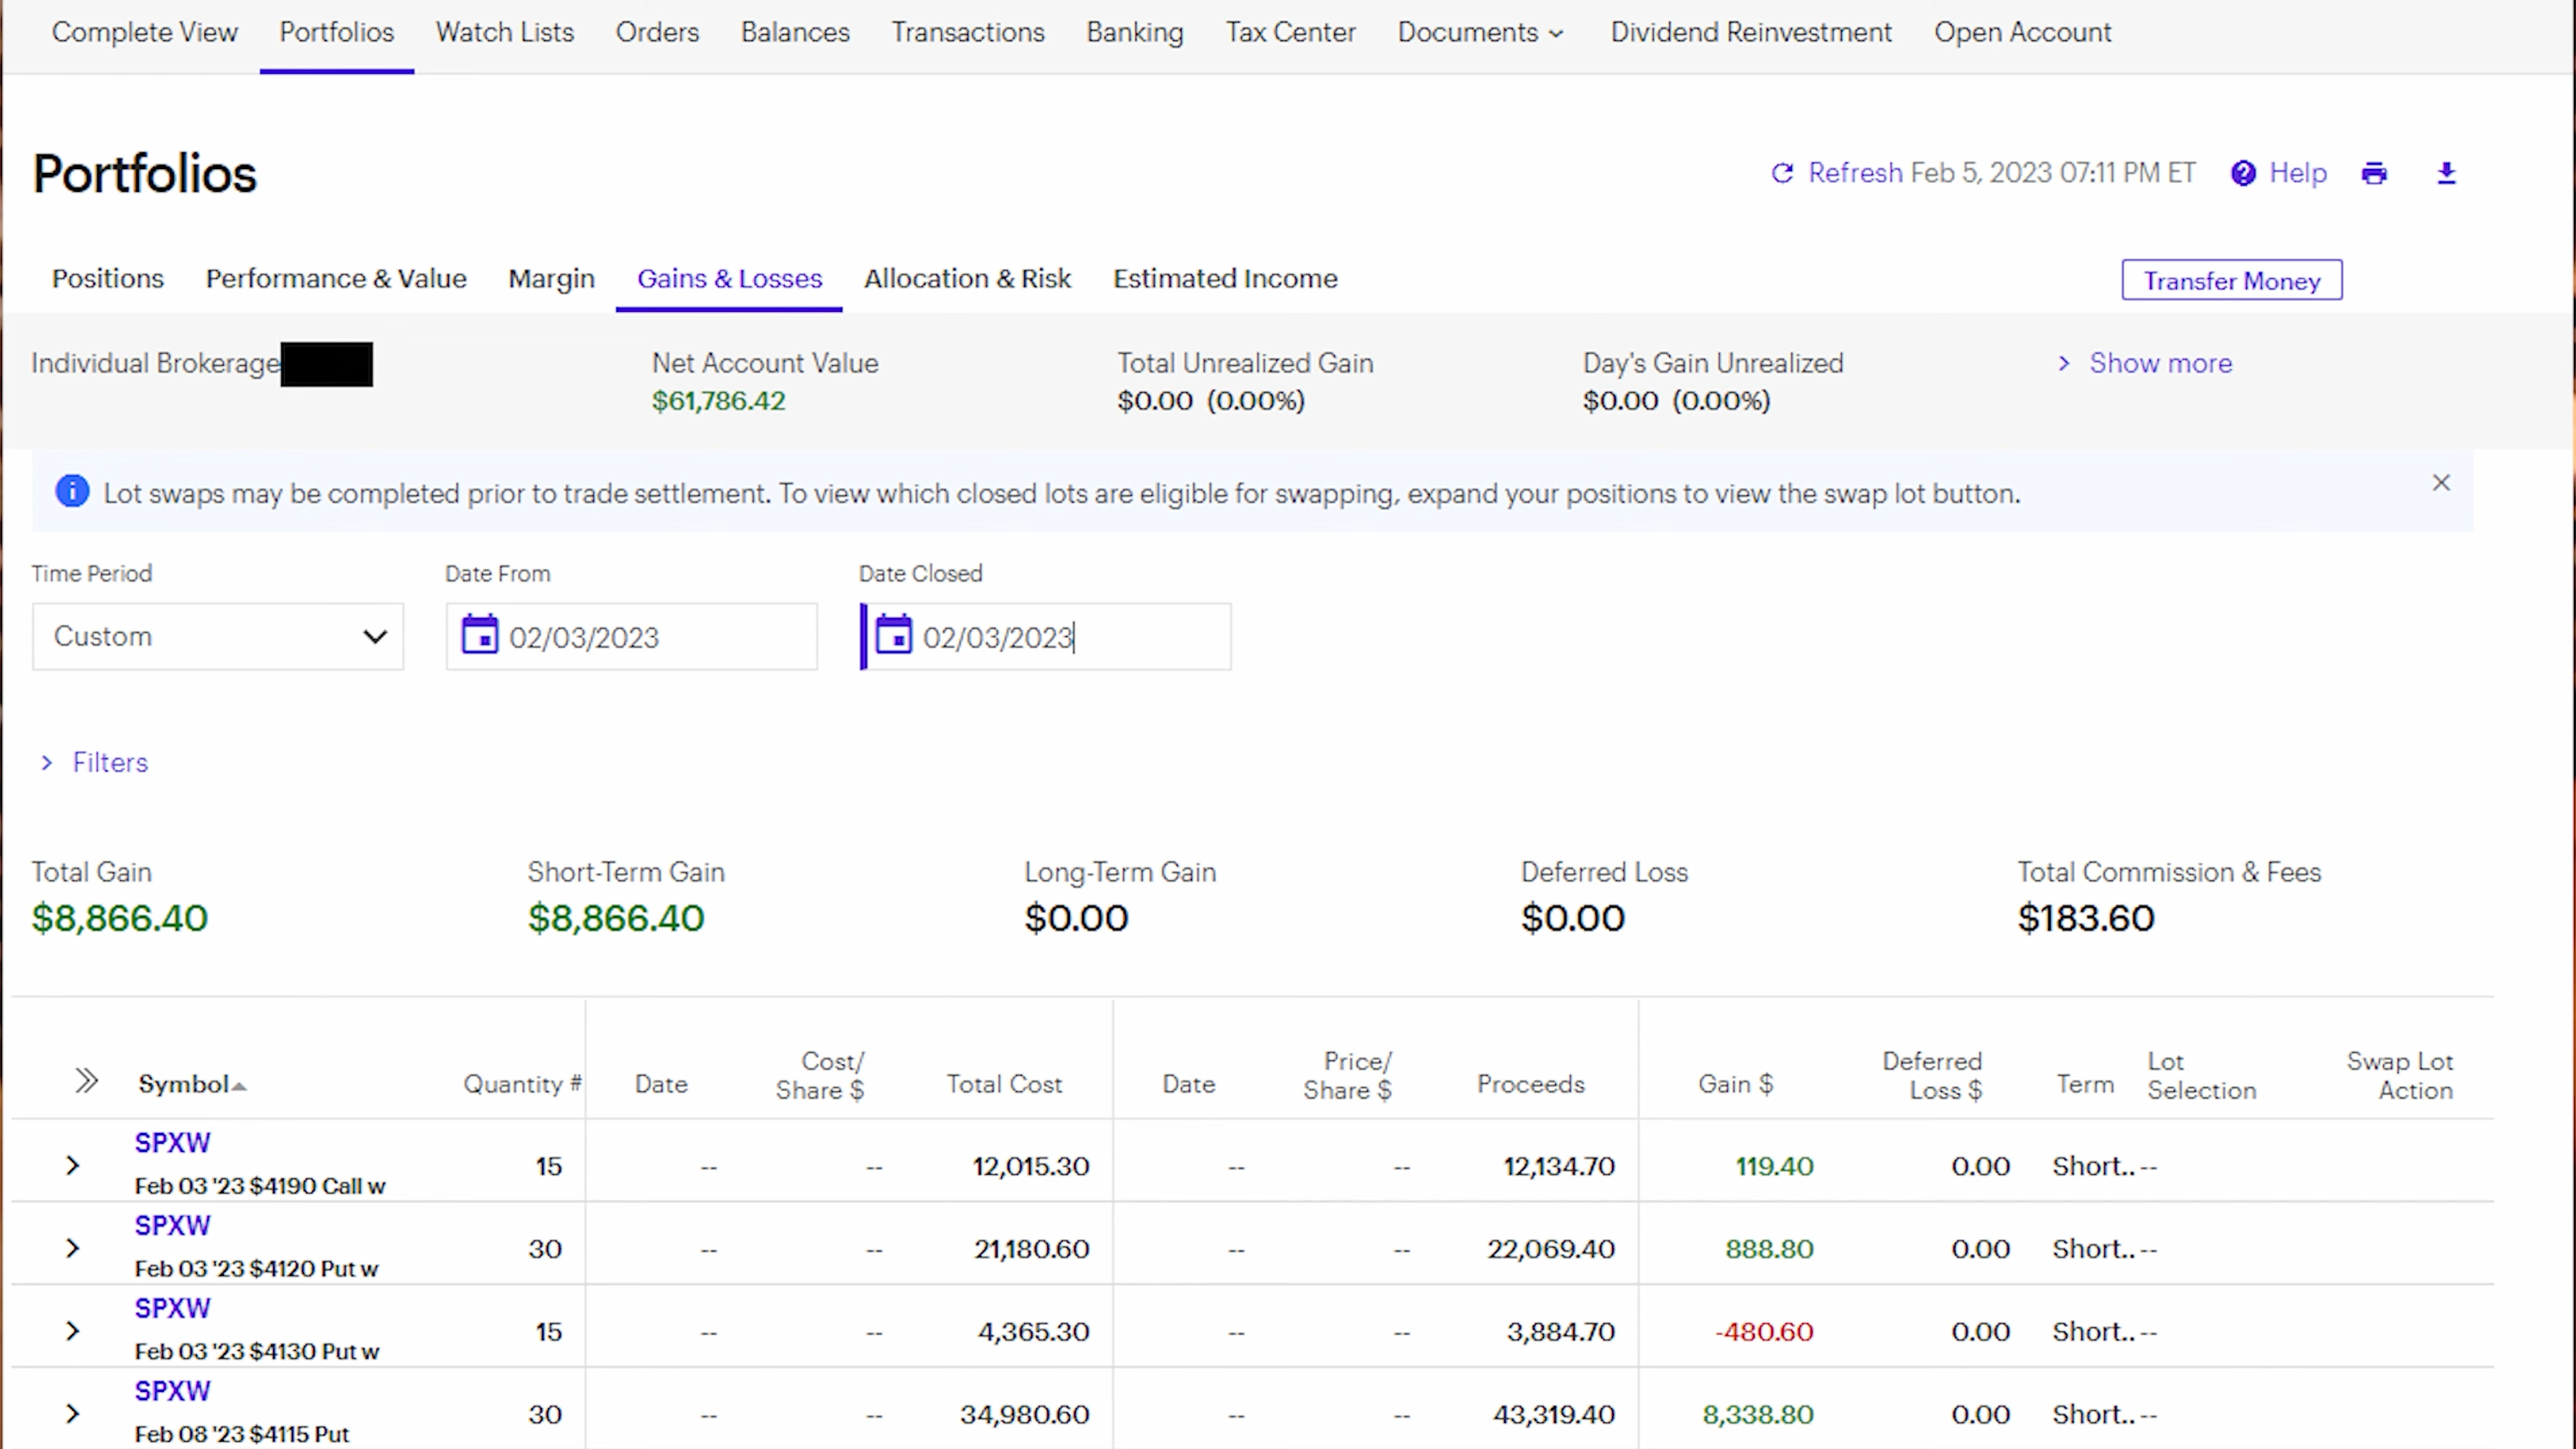 Complete View Portfolios Watch Lists Orders Balances Transactions Banking Tax Center Documents Dividend Reinvestment Open Account
Portfolios
Refresh Feb 5, 2023 07:11 PM ET Help
Positions Performance & Value Margin Gains & Losses Allocation & Risk Estimated Income Transfer Money
Individual Brokerage Net Account Value Total Unrealized Gain Day's Gain Unrealized Show more
$61,786.42 $0.00 (0.00%) $0.00 (0.00%)
Lot swaps may be completed prior to trade settlement. To view which closed lots are eligible for swapping, expand your positions to view the swap lot button.
Time Period Date From Date Closed
Custom 02/03/2023 02/03/2023
Filters
Total Gain Short-Term Gain Long-Term Gain Deferred Loss Total Commission & Fees
$8,866.40 $8,866.40 $0.00 $0.00 $183.60
Symbol Quantity # Date Cost/ Share $ Total Cost Date Price/ Share $ Proceeds Gain $ Deferred Loss $ Term Lot Selection Swap Lot Action
SPXW
Feb 03 '23 $4190 Call w 15 -- -- 12,015.30 -- -- 12,134.70 119.40 0.00 Short.. --
SPXW
Feb 03 '23 $4120 Put w 30 -- -- 21,180.60 -- -- 22,069.40 888.80 0.00 Short.. --
SPXW
Feb 03 '23 $4130 Put w 15 -- -- 4,365.30 -- -- 3,884.70 -480.60 0.00 Short.. --
SPXW
Feb 08 '23 $4115 Put 30 -- -- 34,980.60 -- -- 43,319.40 8,338.80 0.00 Short.. --